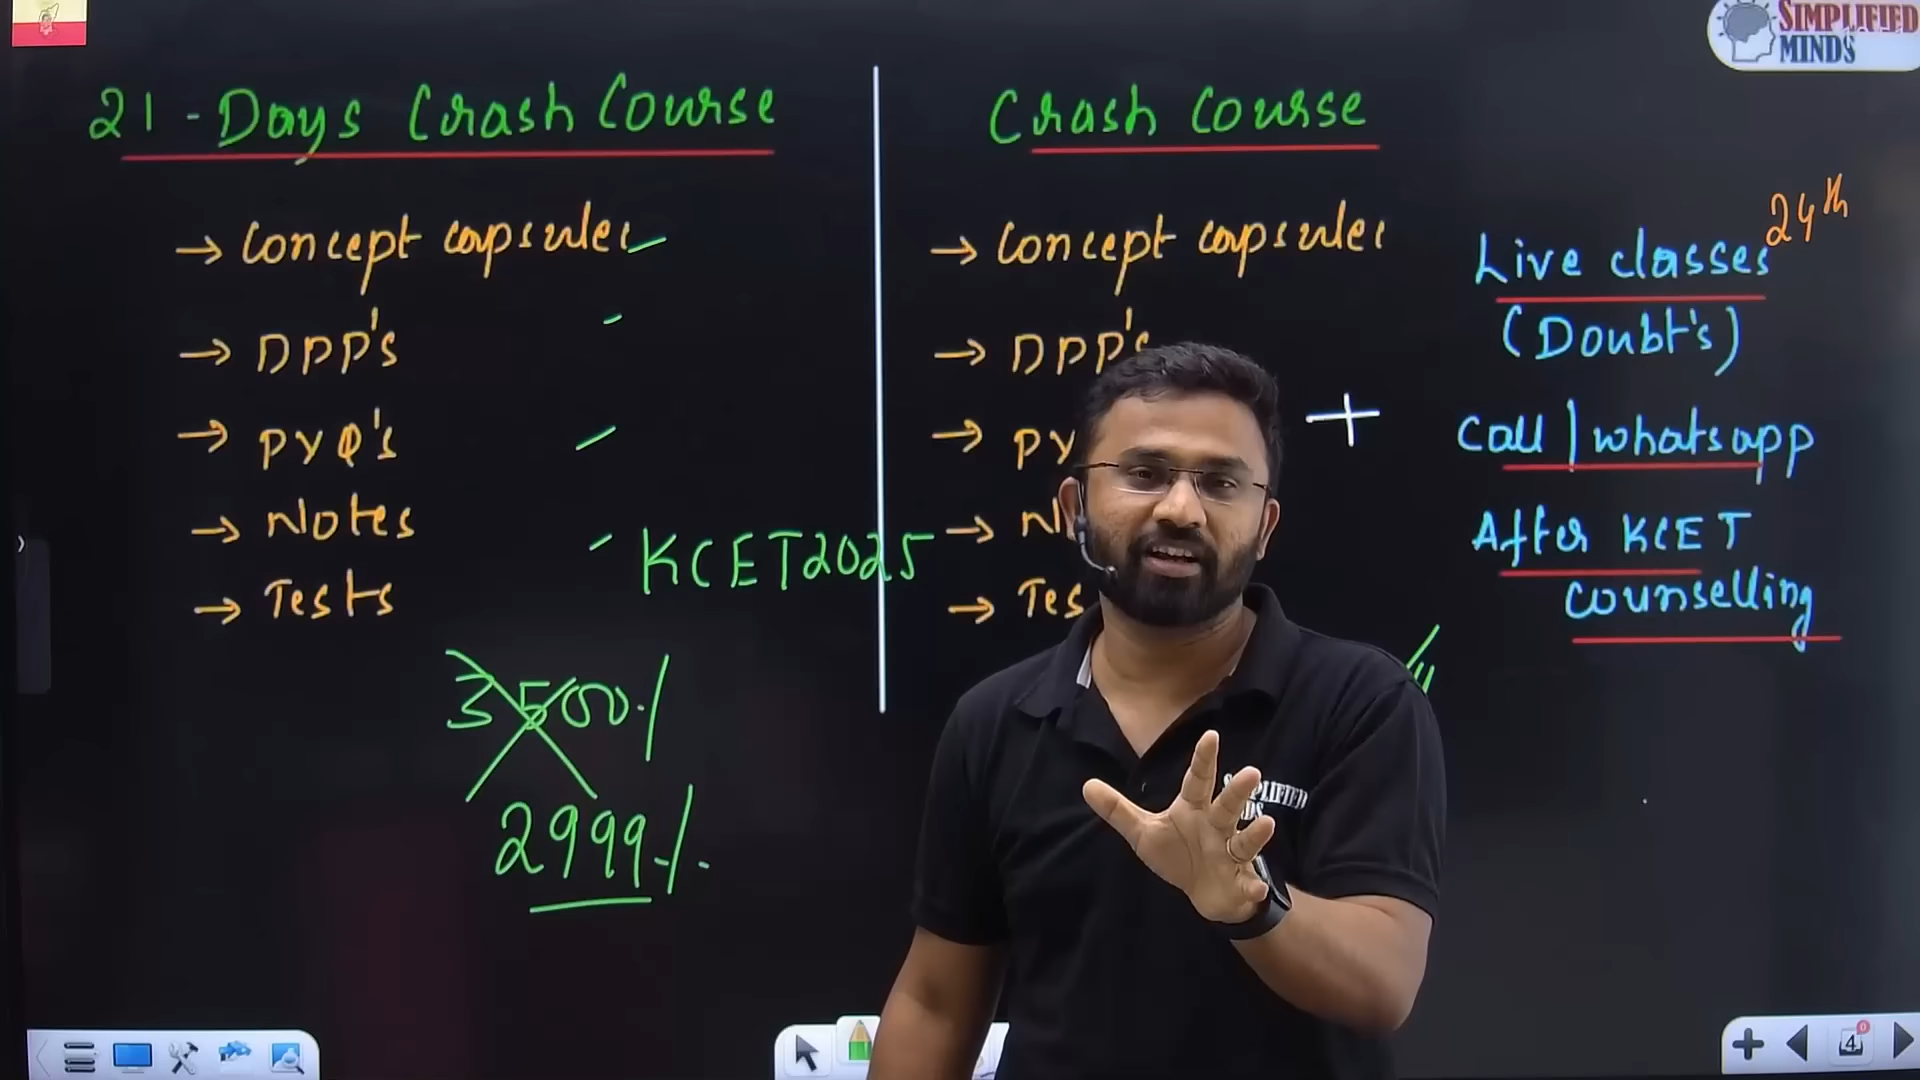 SIMPLIFIED
MINDS
21-Days Crash Course
→ Concept capsules
→ DPP's
→ PYQ's
→ Notes
→ Tests
KCET2025
3500/
2999/-
Crash Course
→ Concept capsules
→ DPP's
→ PY
→
→ Tes
+
24th
Live classes
(Doubt's)
Call | whatsapp
After KCET
counselling
4